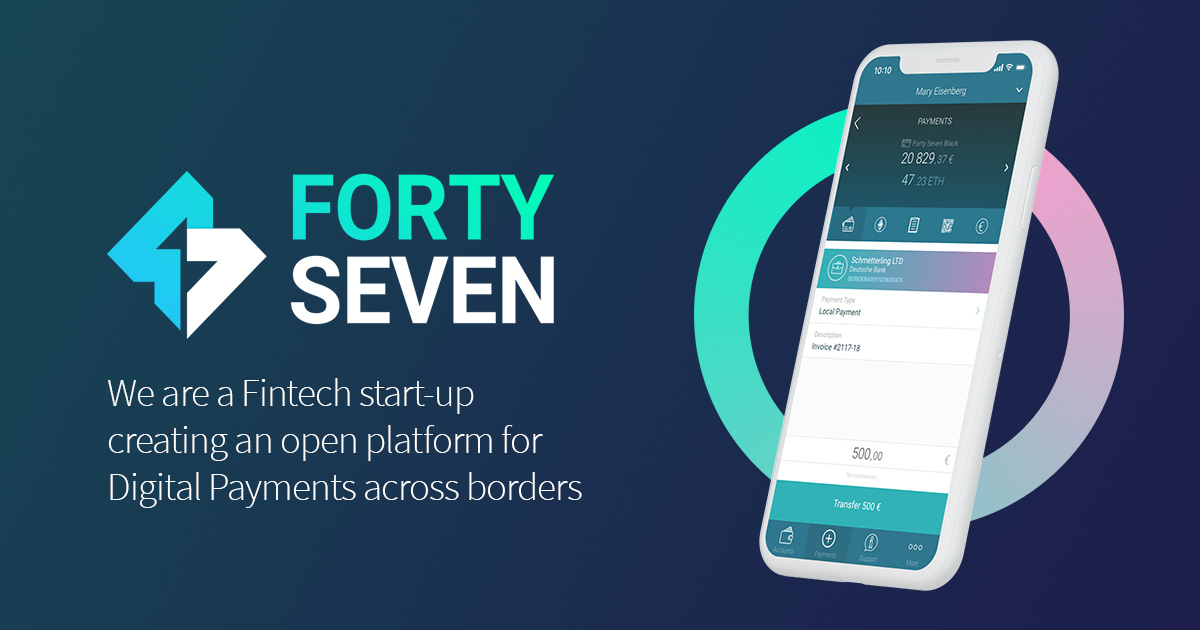 FORTY
SEVEN
We are a Fintech start-up
creating an open platform for
Digital Payments across borders
10:10
Mary Eisenberg
PAYMENTS
Forty Seven Black
20 829,37 €
47.23 ETH
Schmetterling LTD
Deutsche Bank
Payment Type
Local Payment
Description
Invoice #2117-18
500,00 €
No commission
Transfer 500 €
Accounts
Payments
Support
More